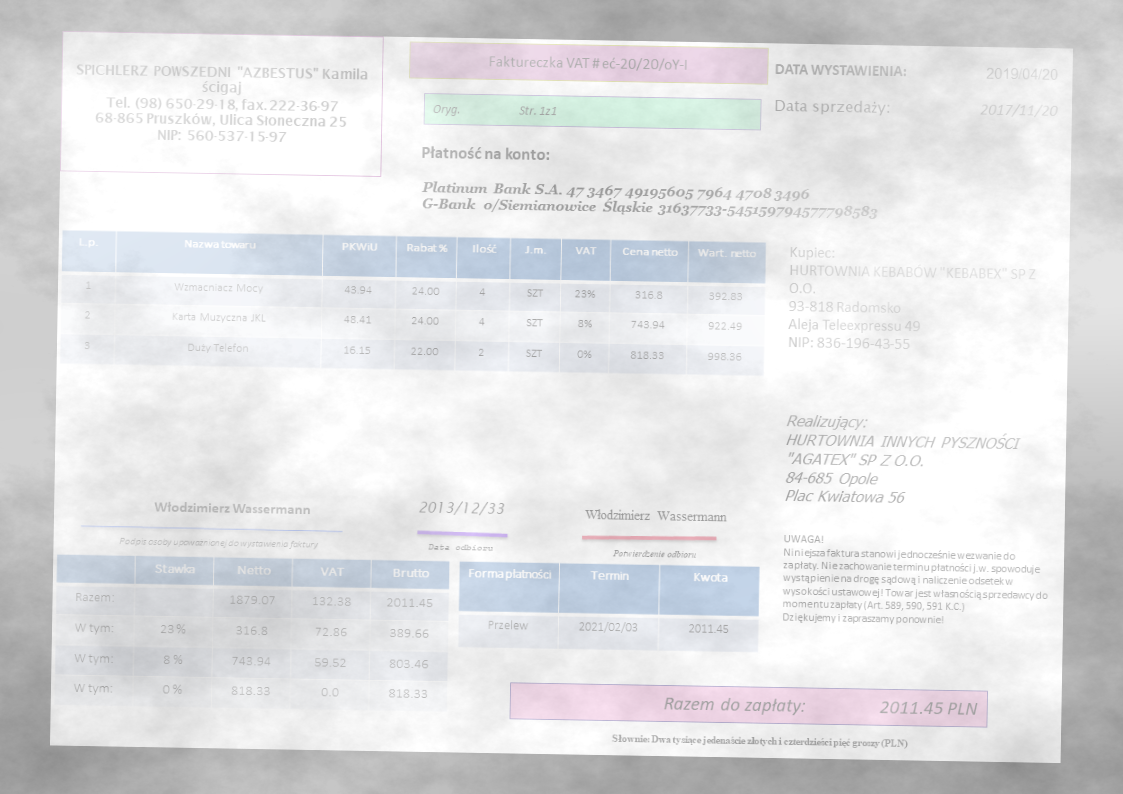 SPICHLERZ POWSZEDNI "AZBESTUS" Kamila
ścigaj
Tel. (98) 650-29-18, fax. 222-36-97
68-865 Pruszków, Ulica Słoneczna 25
NIP: 560-537-15-97
Faktureczka VAT # eć-20/20/oY-I
Oryg. Str. 1z1
DATA WYSTAWIENIA: 2019/04/20
Data sprzedaży: 2017/11/20
Płatność na konto:
Platinum Bank S.A. 47 3467 49195605 7964 4708 3496
G-Bank o/Siemianowice Śląskie 31637733-545159794577798583
L.p. Nazwa towaru PKWiU Rabat % Ilość J.m. VAT Cena netto Wart. netto
1 Wzmacniacz Mocy 43.94 24.00 4 SZT 23% 316.8 392.83
2 Karta Muzyczna JKL 48.41 24.00 4 SZT 8% 743.94 922.49
3 Duży Telefon 16.15 22.00 2 SZT 0% 818.33 998.36
Kupiec:
HURTOWNIA KEBABÓW "KEBABEX" SP Z
O.O.
93-818 Radomsko
Aleja Teleexpressu 49
NIP: 836-196-43-55
Realizujący:
HURTOWNIA INNYCH PYSZNOŚCI
"AGATEX" SP Z O.O.
84-685 Opole
Plac Kwiatowa 56
Włodzimierz Wassermann
Podpis osoby upoważnionej do wystawienia faktury
2013/12/33
Data odbioru
Włodzimierz Wassermann
Potwierdzenie odbioru
UWAGA!
Niniejsza faktura stanowi jednocześnie wezwanie do
zapłaty. Nie zachowanie terminu płatności j.w. spowoduje
wystąpienie na drogę sądową i naliczenie odsetek w
wysokości ustawowej! Towar jest własnością sprzedawcy do
momentu zapłaty (Art. 589, 590, 591 K.C.)
Dziękujemy i zapraszamy ponownie!
Stawka Netto VAT Brutto
Razem: 1879.07 132.38 2011.45
W tym: 23 % 316.8 72.86 389.66
W tym: 8 % 743.94 59.52 803.46
W tym: 0 % 818.33 0.0 818.33
Forma płatności Termin Kwota
Przelew 2021/02/03 2011.45
Razem do zapłaty: 2011.45 PLN
Słownie: Dwa tysiące jedenaście złotych i czterdzieści pięć groszy (PLN)